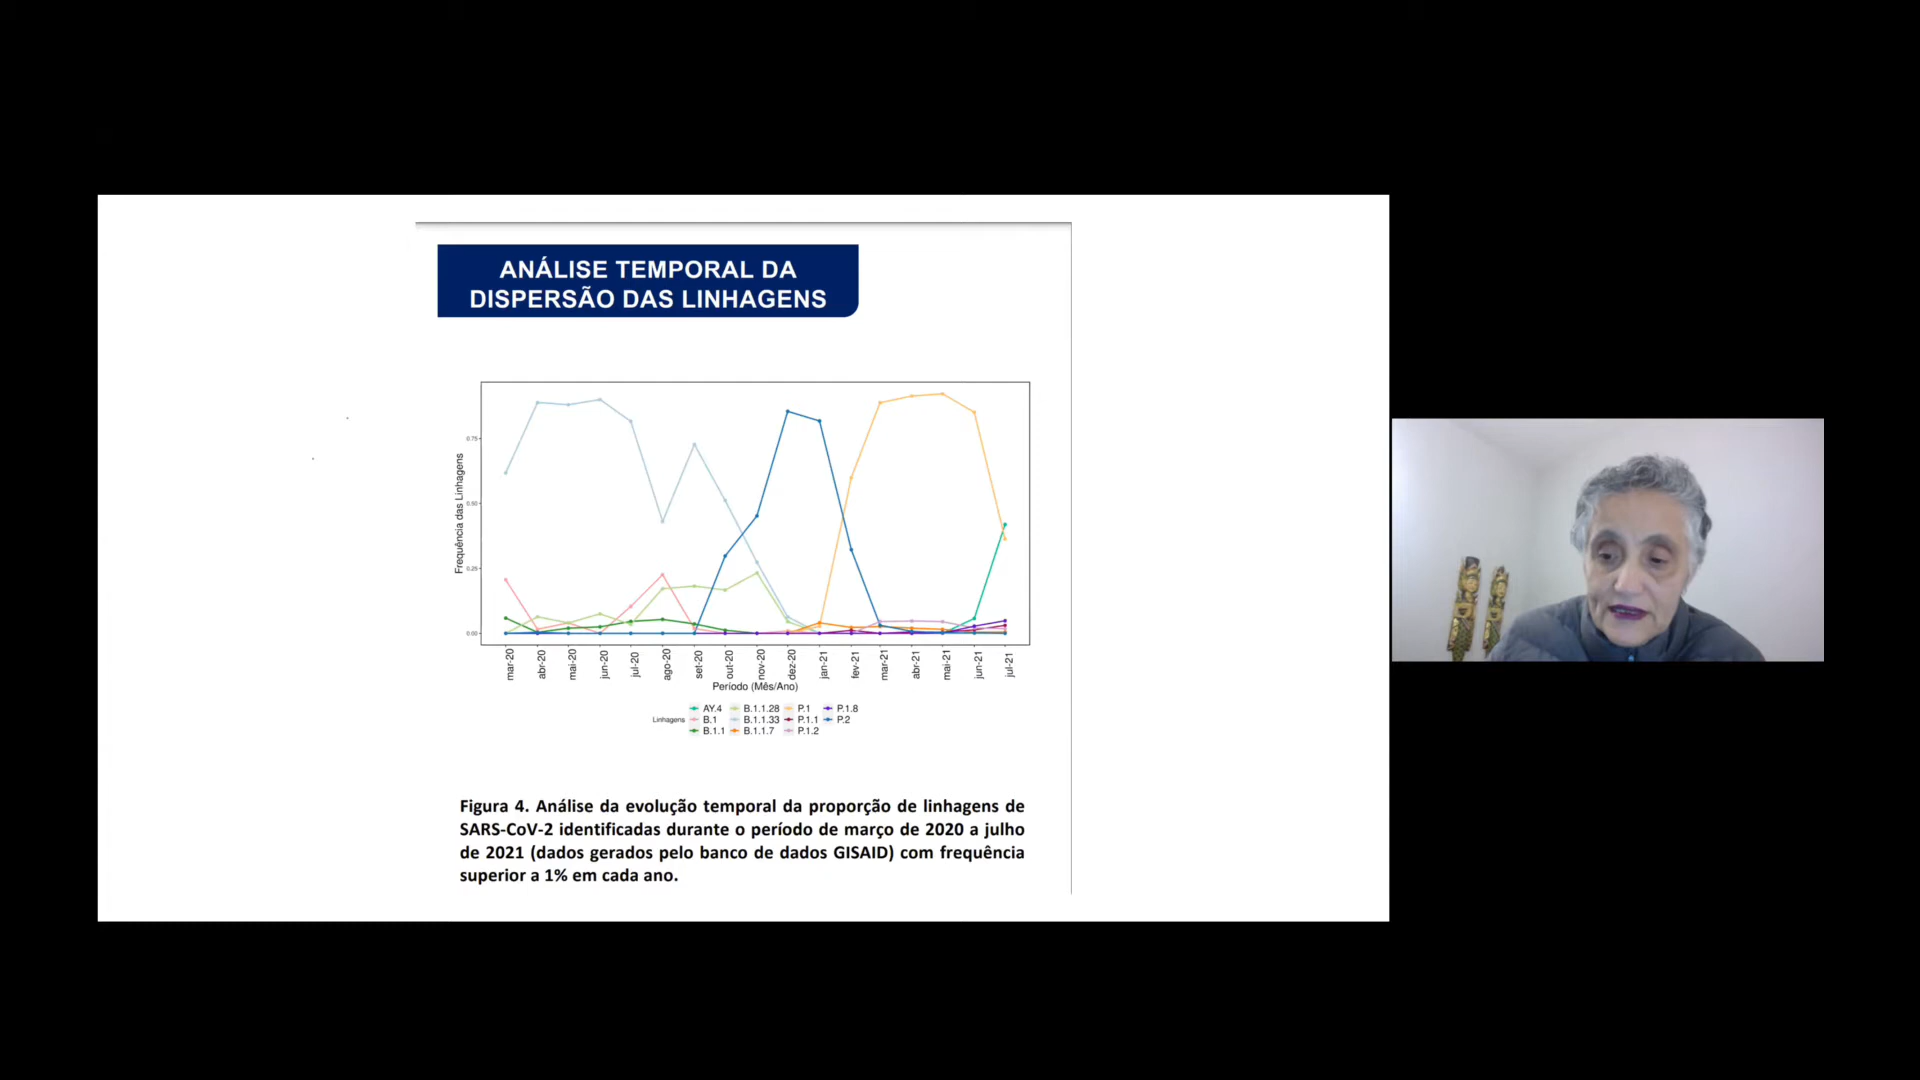 ANÁLISE TEMPORAL DA
DISPERSÃO DAS LINHAGENS
Frequência das Linhagens
0.75
0.50
0.25
0.00
mar-20
abr-20
mai-20
jun-20
jul-20
ago-20
set-20
out-20
nov-20
dez-20
jan-21
fev-21
mar-21
abr-21
mai-21
jun-21
jul-21
Período (Mês/Ano)
Linhagens
AY.4 B.1.1.28 P.1 P.1.8
B.1 B.1.1.33 P.1.1 P.2
B.1.1 B.1.1.7 P.1.2
Figura 4. Análise da evolução temporal da proporção de linhagens de
SARS-CoV-2 identificadas durante o período de março de 2020 a julho
de 2021 (dados gerados pelo banco de dados GISAID) com frequência
superior a 1% em cada ano.